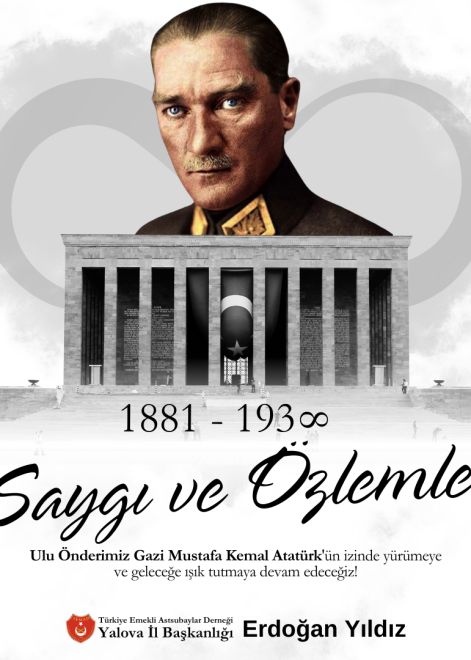 1881 - 193∞
Saygı ve Özlemle
Ulu Önderimiz Gazi Mustafa Kemal Atatürk'ün izinde yürümeye
ve geleceğe ışık tutmaya devam edeceğiz!
Türkiye Emekli Astsubaylar Derneği
Yalova İl Başkanlığı Erdoğan Yıldız